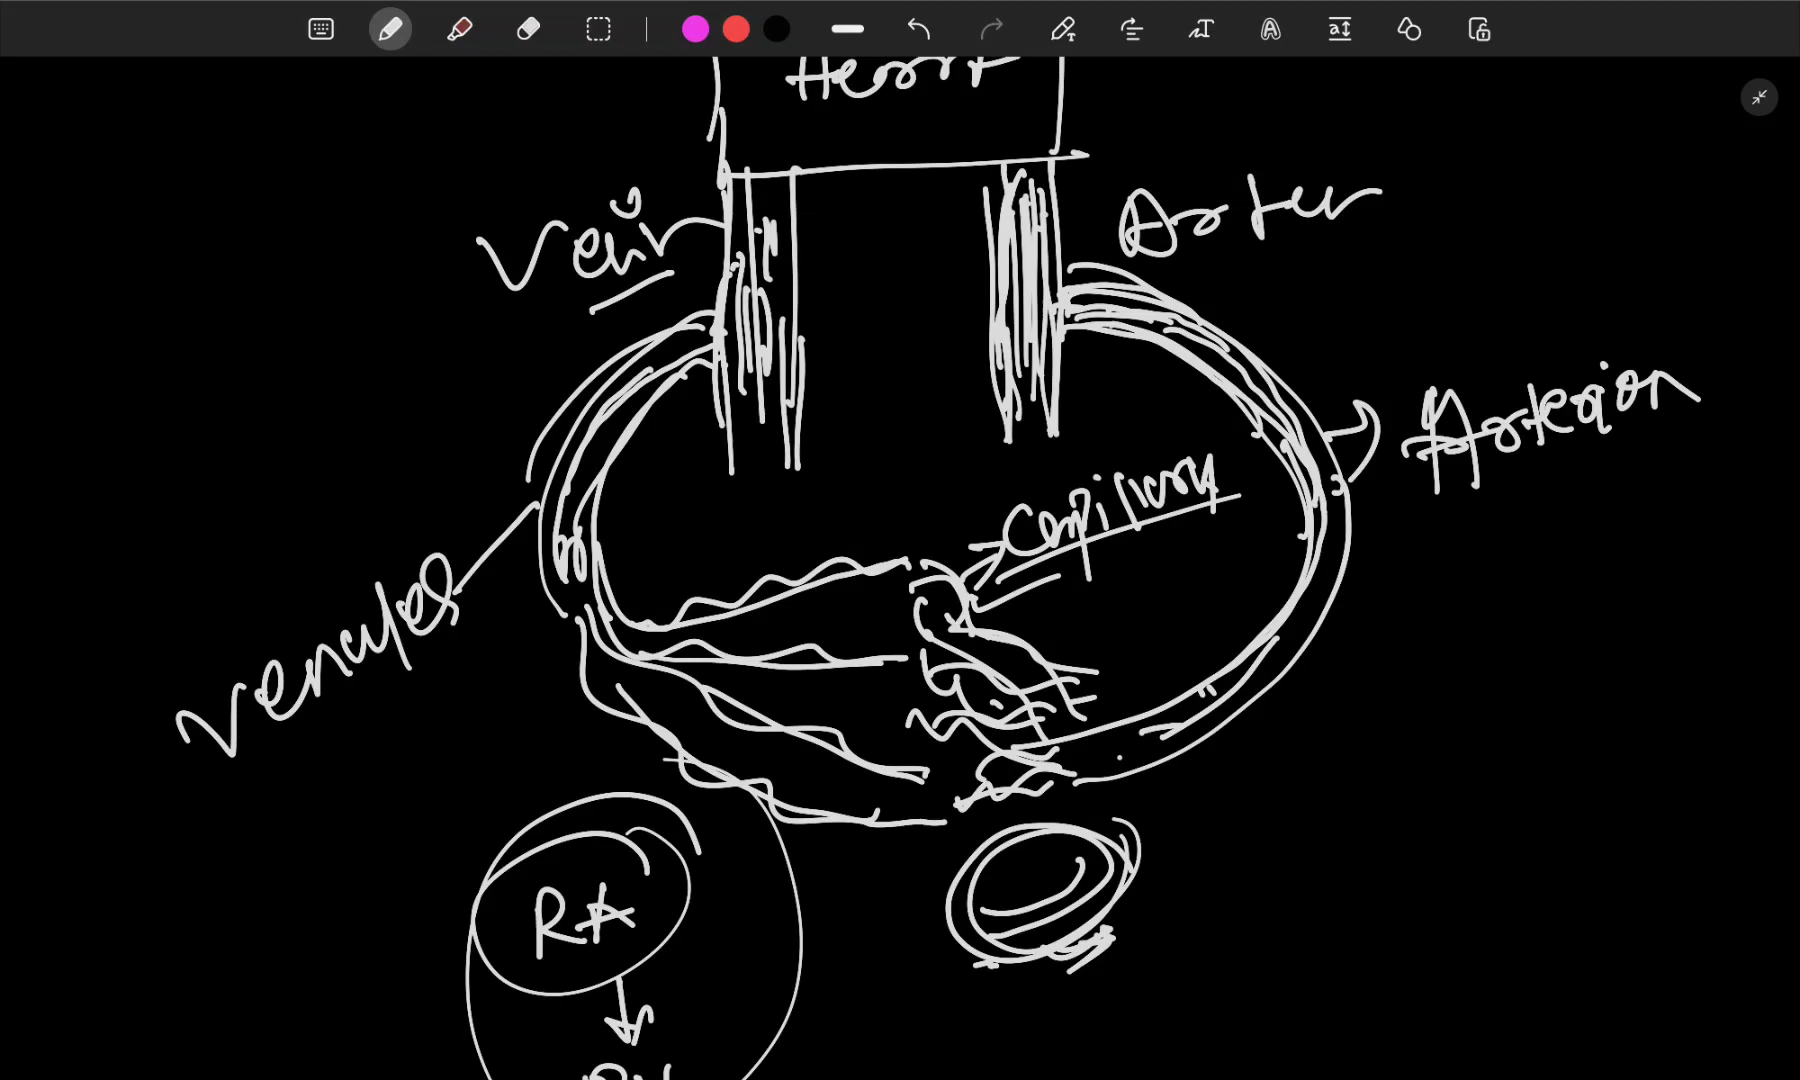 Heart
Vein
Arter
Arterion
Capillary
Venules
RA